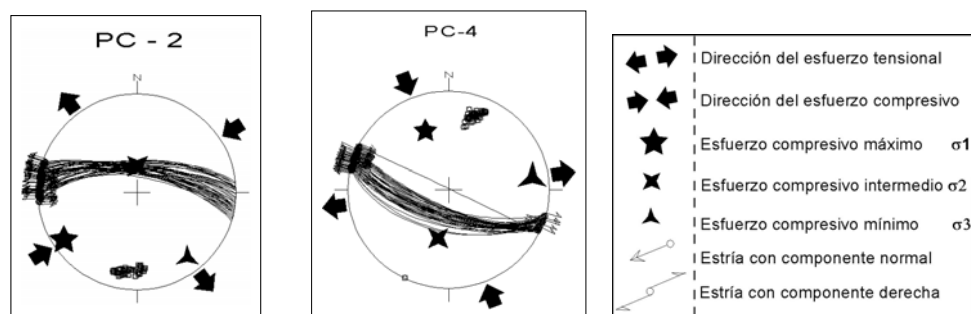 PC - 2
N
PC-4
N
Dirección del esfuerzo tensional
Dirección del esfuerzo compresivo
Esfuerzo compresivo máximo σ1
Esfuerzo compresivo intermedio σ2
Esfuerzo compresivo mínimo σ3
Estría con componente normal
Estría con componente derecha